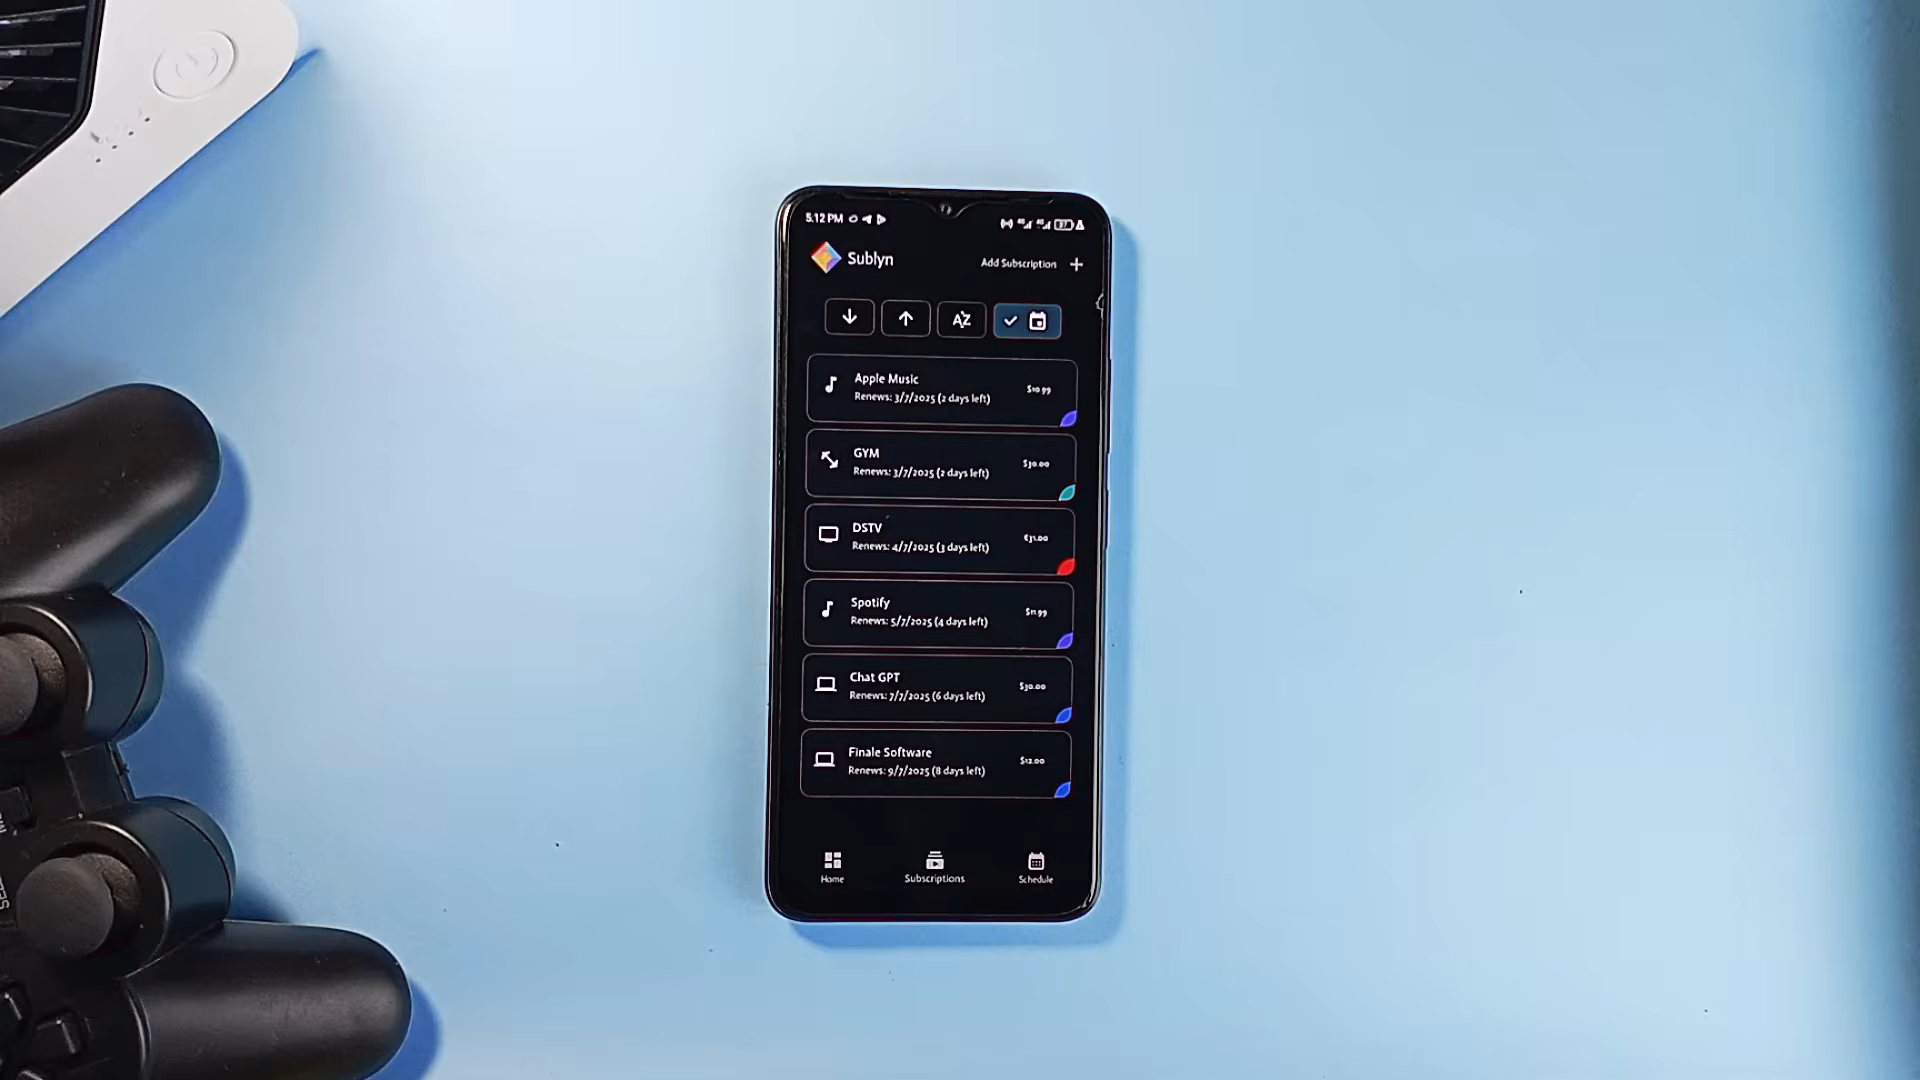 5:12 PM
Sublyn
Add Subscription +
AZ
Apple Music
Renews: 3/7/2025 (2 days left)
$10.99
GYM
Renews: 3/7/2025 (2 days left)
$30.00
DSTV
Renews: 4/7/2025 (3 days left)
€31.00
Spotify
Renews: 5/7/2025 (4 days left)
$11.99
Chat GPT
Renews: 7/7/2025 (6 days left)
$30.00
Finale Software
Renews: 9/7/2025 (8 days left)
$12.00
Home
Subscriptions
Schedule